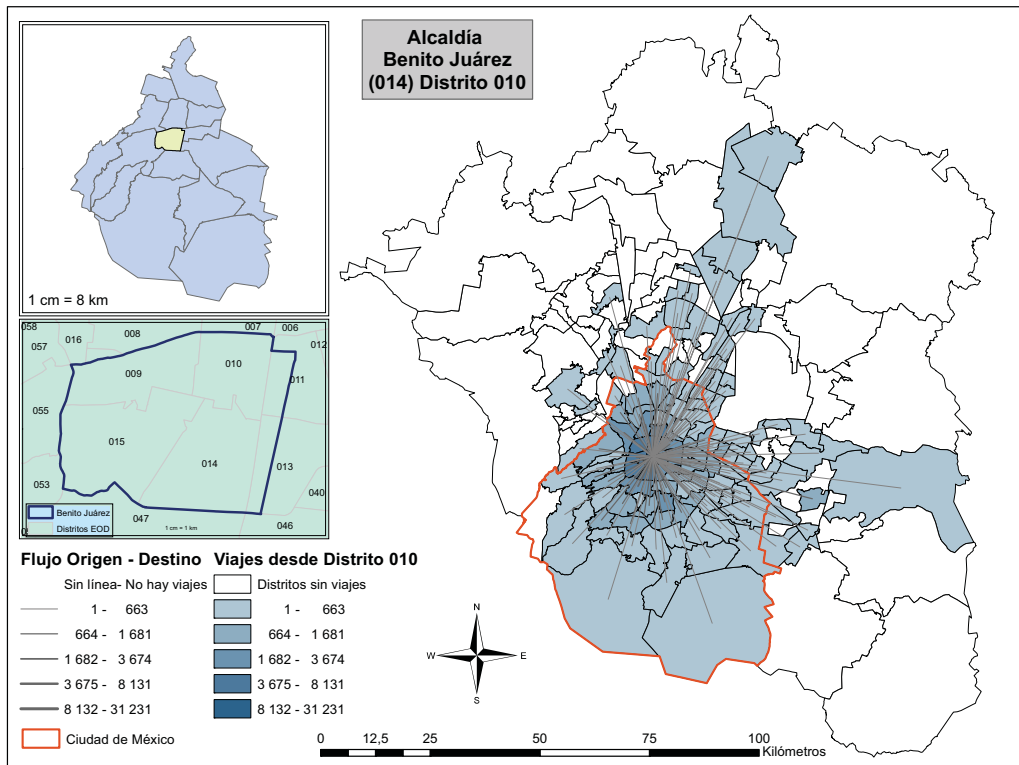 Alcaldía
Benito Juárez
(014) Distrito 010
1 cm = 8 km
058
008
007
006
057
016
010
012
009
011
055
015
014
013
053
040
047
046
Benito Juárez
Distritos EOD
1 cm = 1 km
Flujo Origen - Destino
Sin línea- No hay viajes
1 - 663
664 - 1 681
1 682 - 3 674
3 675 - 8 131
8 132 - 31 231
Ciudad de México
Viajes desde Distrito 010
Distritos sin viajes
1 - 663
664 - 1 681
1 682 - 3 674
3 675 - 8 131
8 132 - 31 231
N
W
E
S
0 12,5 25 50 75 100
Kilómetros